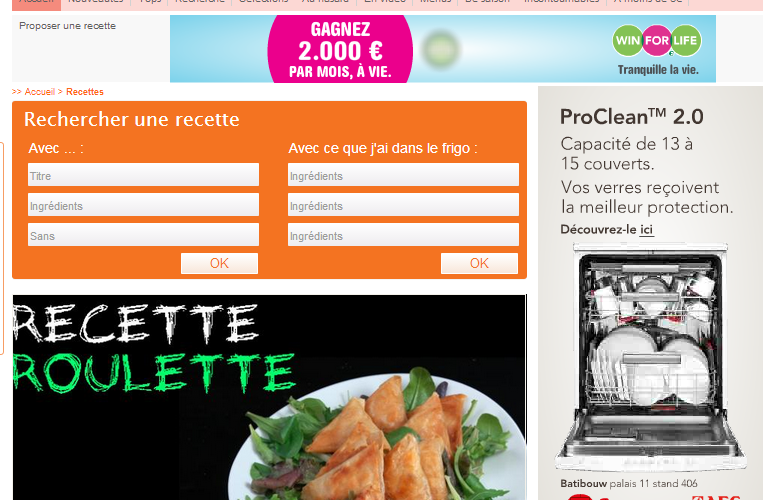 Accueil Nouveautés Tops Recherche Sélections Au hasard En vidéo Menus De saison Incontournables A moins de 5€
Proposer une recette
GAGNEZ
2.000 €
PAR MOIS, À VIE.
WIN FOR LIFE
Tranquille la vie.
>> Accueil > Recettes
Rechercher une recette
Avec ... :
Titre
Ingrédients
Sans
OK
Avec ce que j'ai dans le frigo :
Ingrédients
Ingrédients
Ingrédients
OK
RECETTE
ROULETTE
ProClean™ 2.0
Capacité de 13 à
15 couverts.
Vos verres reçoivent
la meilleur protection.
Découvrez-le ici
Batibouw palais 11 stand 406
AEG